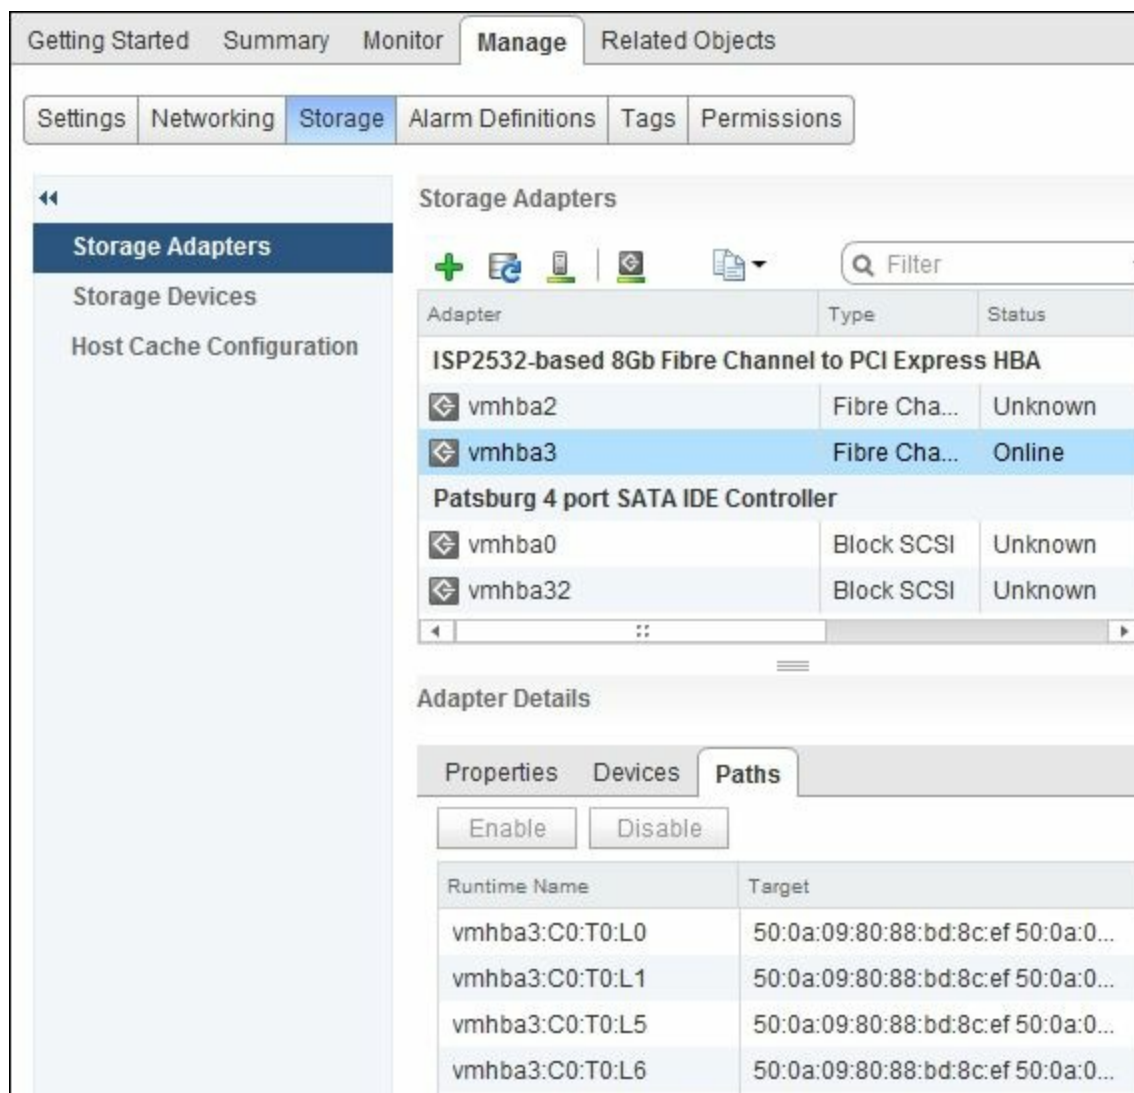 Getting Started Summary Monitor Manage Related Objects
Settings Networking Storage Alarm Definitions Tags Permissions
Storage Adapters
Storage Devices
Host Cache Configuration
Storage Adapters
Filter
Adapter Type Status
ISP2532-based 8Gb Fibre Channel to PCI Express HBA
vmhba2 Fibre Cha... Unknown
vmhba3 Fibre Cha... Online
Patsburg 4 port SATA IDE Controller
vmhba0 Block SCSI Unknown
vmhba32 Block SCSI Unknown
Adapter Details
Properties Devices Paths
Enable Disable
Runtime Name Target
vmhba3:C0:T0:L0 50:0a:09:80:88:bd:8c:ef 50:0a:0...
vmhba3:C0:T0:L1 50:0a:09:80:88:bd:8c:ef 50:0a:0...
vmhba3:C0:T0:L5 50:0a:09:80:88:bd:8c:ef 50:0a:0...
vmhba3:C0:T0:L6 50:0a:09:80:88:bd:8c:ef 50:0a:0...